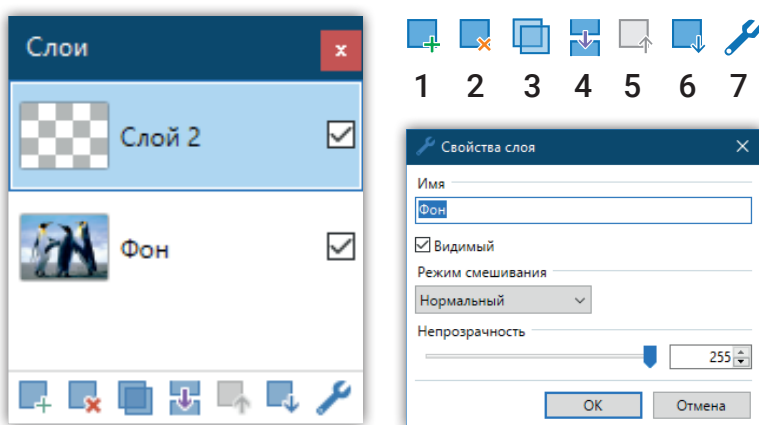 Слои
Слой 2
Фон
1 2 3 4 5 6 7
Свойства слоя
Имя
Фон
Видимый
Режим смешивания
Нормальный
Непрозрачность
255
ОК
Отмена